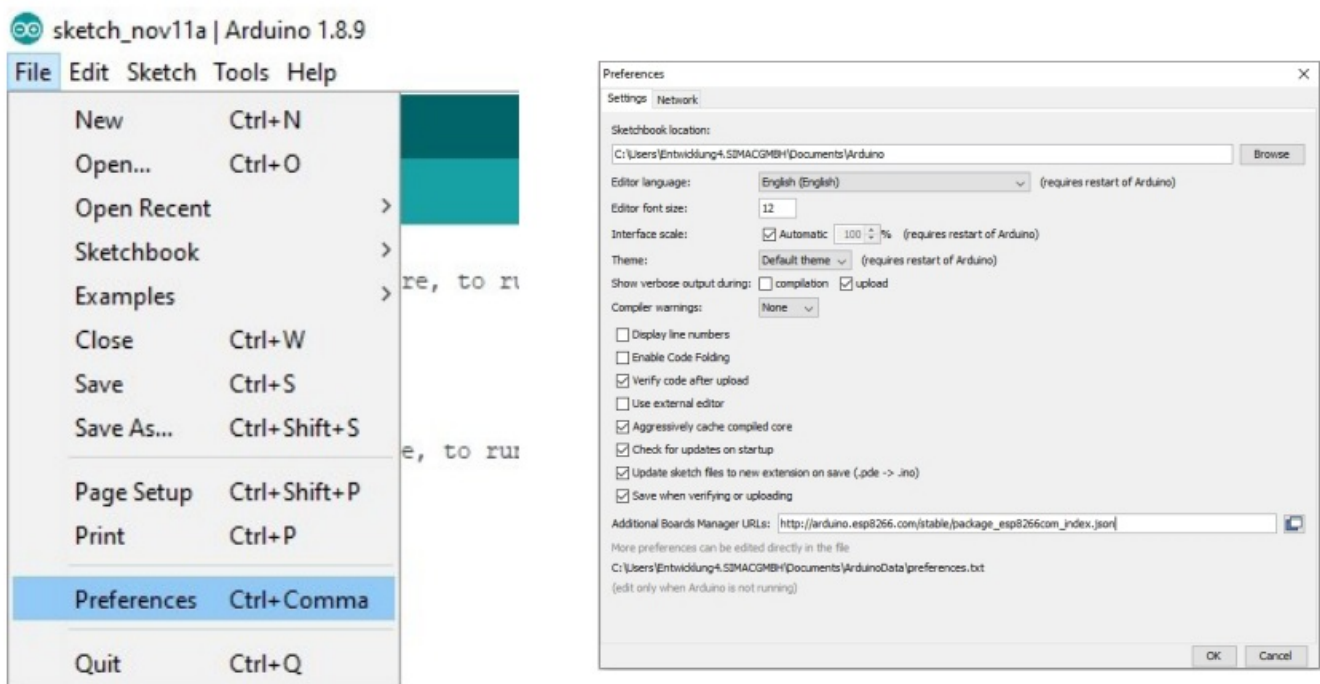 sketch_nov11a | Arduino 1.8.9
File Edit Sketch Tools Help
New Ctrl+N
Open... Ctrl+O
Open Recent >
Sketchbook >
Examples >
Close Ctrl+W
Save Ctrl+S
Save As... Ctrl+Shift+S
Page Setup Ctrl+Shift+P
Print Ctrl+P
Preferences Ctrl+Comma
Quit Ctrl+Q
re, to ru
e, to run
Preferences
Settings Network
Sketchbook location:
C:\Users\Entwicklung4.SIMACGMBH\Documents\Arduino Browse
Editor language: English (English) (requires restart of Arduino)
Editor font size: 12
Interface scale: Automatic 100 % (requires restart of Arduino)
Theme: Default theme (requires restart of Arduino)
Show verbose output during: compilation upload
Compiler warnings: None
Display line numbers
Enable Code Folding
Verify code after upload
Use external editor
Aggressively cache compiled core
Check for updates on startup
Update sketch files to new extension on save (.pde -> .ino)
Save when verifying or uploading
Additional Boards Manager URLs: http://arduino.esp8266.com/stable/package_esp8266com_index.json
More preferences can be edited directly in the file
C:\Users\Entwicklung4.SIMACGMBH\Documents\ArduinoData\preferences.txt
(edit only when Arduino is not running)
OK Cancel